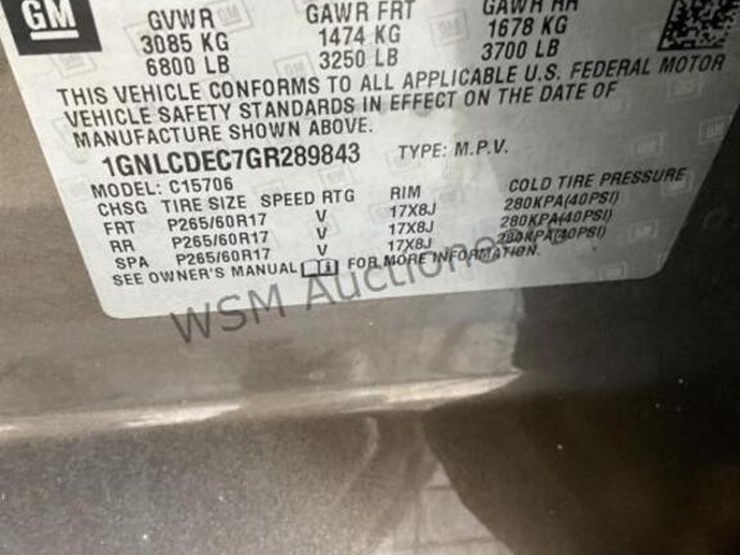 GM
GVWR GAWR FRT GAWR RR
3085 KG 1474 KG 1678 KG
6800 LB 3250 LB 3700 LB
THIS VEHICLE CONFORMS TO ALL APPLICABLE U.S. FEDERAL MOTOR
VEHICLE SAFETY STANDARDS IN EFFECT ON THE DATE OF
MANUFACTURE SHOWN ABOVE.
1GNLCDEC7GR289843 TYPE: M.P.V.
MODEL: C15706
CHSG TIRE SIZE SPEED RTG RIM COLD TIRE PRESSURE
FRT P265/60R17 V 17X8J 280KPA(40PSI)
RR P265/60R17 V 17X8J 280KPA(40PSI)
SPA P265/60R17 V 17X8J 280KPA(40PSI)
SEE OWNER'S MANUAL i FOR MORE INFORMATION.
WSM Auctioneers